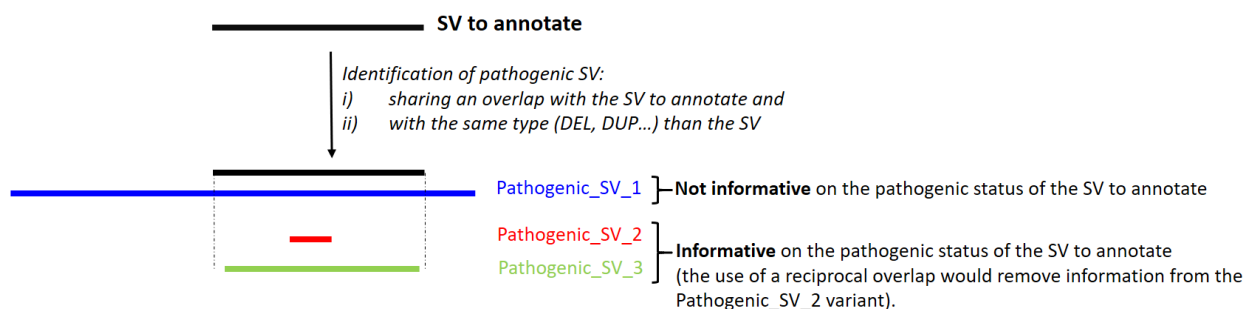 SV to annotate
Identification of pathogenic SV:
i) sharing an overlap with the SV to annotate and
ii) with the same type (DEL, DUP…) than the SV
Pathogenic_SV_1
Not informative on the pathogenic status of the SV to annotate
Pathogenic_SV_2
Pathogenic_SV_3
Informative on the pathogenic status of the SV to annotate
(the use of a reciprocal overlap would remove information from the
Pathogenic_SV_2 variant).